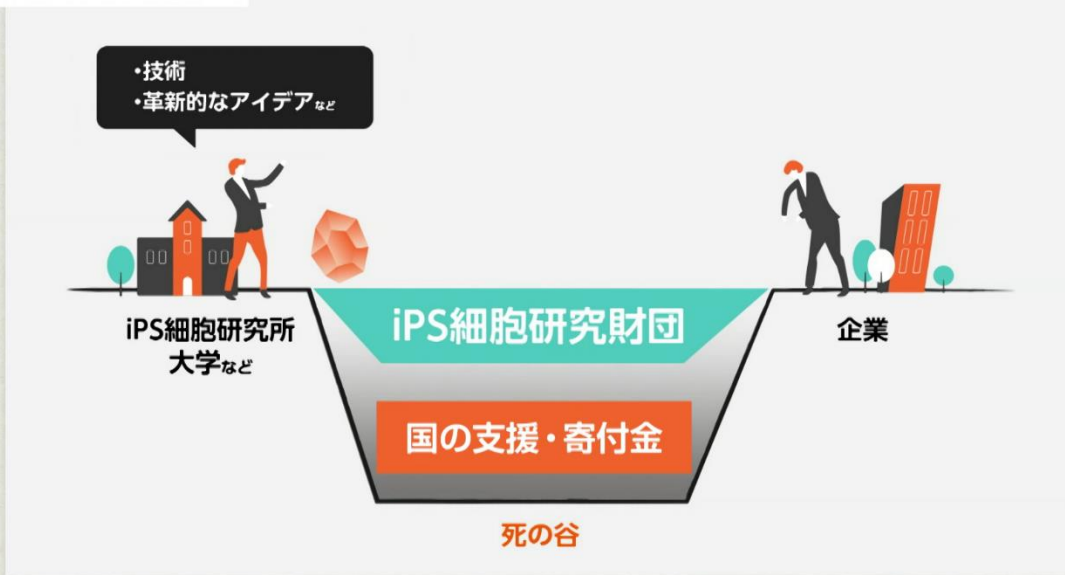 ・技術
・革新的なアイデアなど
iPS細胞研究所
大学など
iPS細胞研究財団
企業
国の支援・寄付金
死の谷